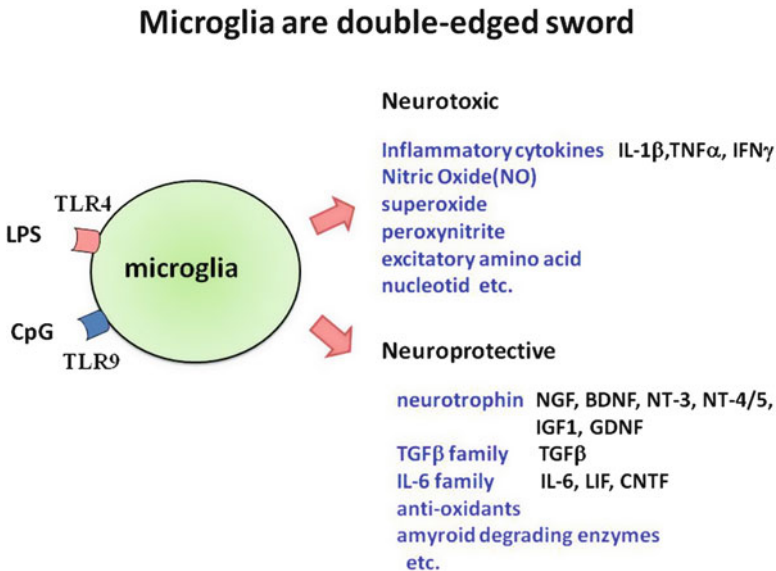 Microglia are double-edged sword
Neurotoxic
Inflammatory cytokines IL-1β,TNFα, IFNγ
Nitric Oxide(NO)
superoxide
peroxynitrite
excitatory amino acid
nucleotid etc.
TLR4
LPS
microglia
CpG
TLR9
Neuroprotective
neurotrophin NGF, BDNF, NT-3, NT-4/5,
IGF1, GDNF
TGFβ family TGFβ
IL-6 family IL-6, LIF, CNTF
anti-oxidants
amyroid degrading enzymes
etc.